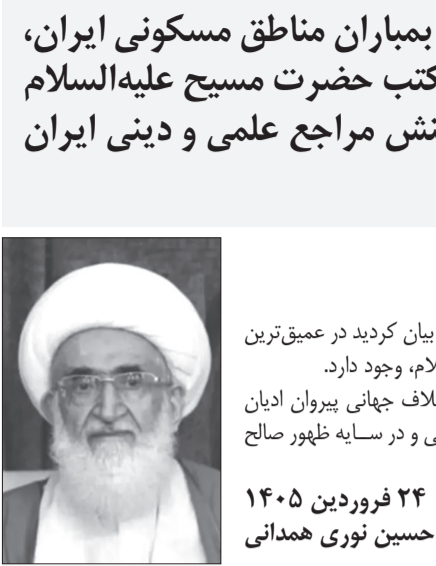 بمباران مناطق مسکونی ایران،
کتب حضرت مسیح علیه‌السلام
نش مراجع علمی و دینی ایران
بیان کردید در عمیق‌ترین
لام، وجود دارد.
لاف جهانی پیروان ادیان
ی و در ســایه ظهور صالح
۲۴ فروردین ۱۴۰۵
حسین نوری همدانی